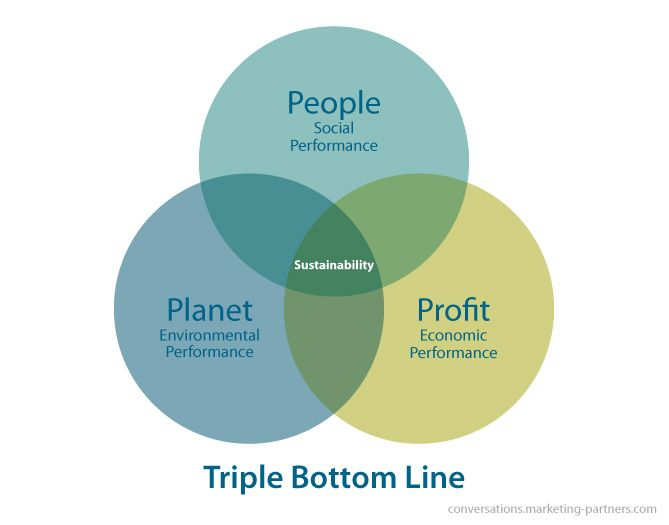 People
Social
Performance
Sustainability
Planet
Environmental
Performance
Profit
Economic
Performance
Triple Bottom Line
conversations.marketing-partners.com